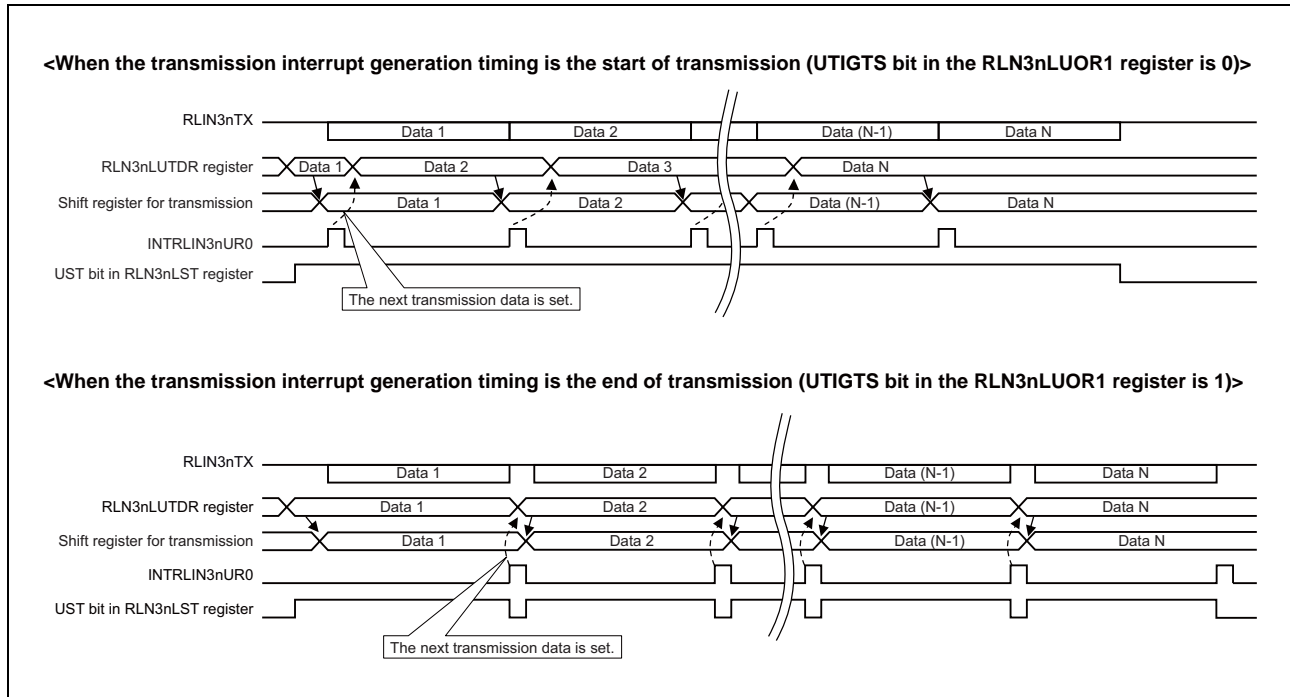 <When the transmission interrupt generation timing is the start of transmission (UTIGTS bit in the RLN3nLUOR1 register is 0)>
RLIN3nTX
Data 1
Data 2
Data (N-1)
Data N
RLN3nLUTDR register
Data 1
Data 2
Data 3
Data N
Shift register for transmission
Data 1
Data 2
Data (N-1)
Data N
INTRLIN3nUR0
UST bit in RLN3nLST register
The next transmission data is set.
<When the transmission interrupt generation timing is the end of transmission (UTIGTS bit in the RLN3nLUOR1 register is 1)>
RLIN3nTX
Data 1
Data 2
Data (N-1)
Data N
RLN3nLUTDR register
Data 1
Data 2
Data (N-1)
Data N
Shift register for transmission
Data 1
Data 2
Data (N-1)
Data N
INTRLIN3nUR0
UST bit in RLN3nLST register
The next transmission data is set.